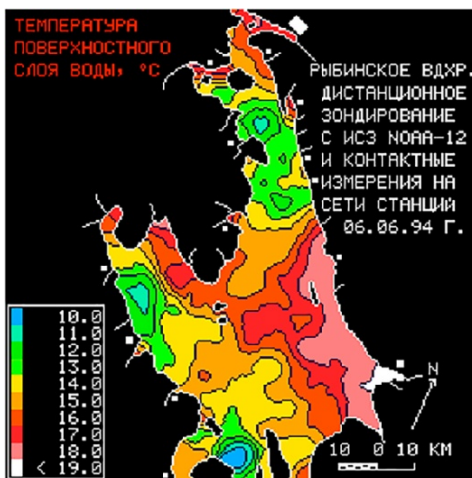 ТЕМПЕРАТУРА
ПОВЕРХНОСТНОГО
СЛОЯ ВОДЫ, °C
РЫБИНСКОЕ ВДХР.
ДИСТАНЦИОННОЕ
ЗОНДИРОВАНИЕ
С ИСЗ NOAA-12
И КОНТАКТНЫЕ
ИЗМЕРЕНИЯ НА
СЕТИ СТАНЦИЙ
06.06.94 Г.
10.0
11.0
12.0
13.0
14.0
15.0
16.0
17.0
18.0
< 19.0
N
10 0 10 КМ